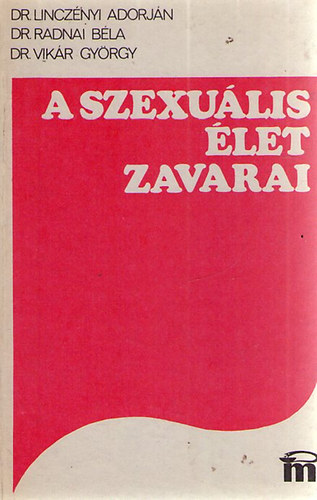 DR. LINCZÉNYI ADORJÁN
DR. RADNAI BÉLA
DR. VIKÁR GYÖRGY
A SZEXUÁLIS
ÉLET
ZAVARAI
m